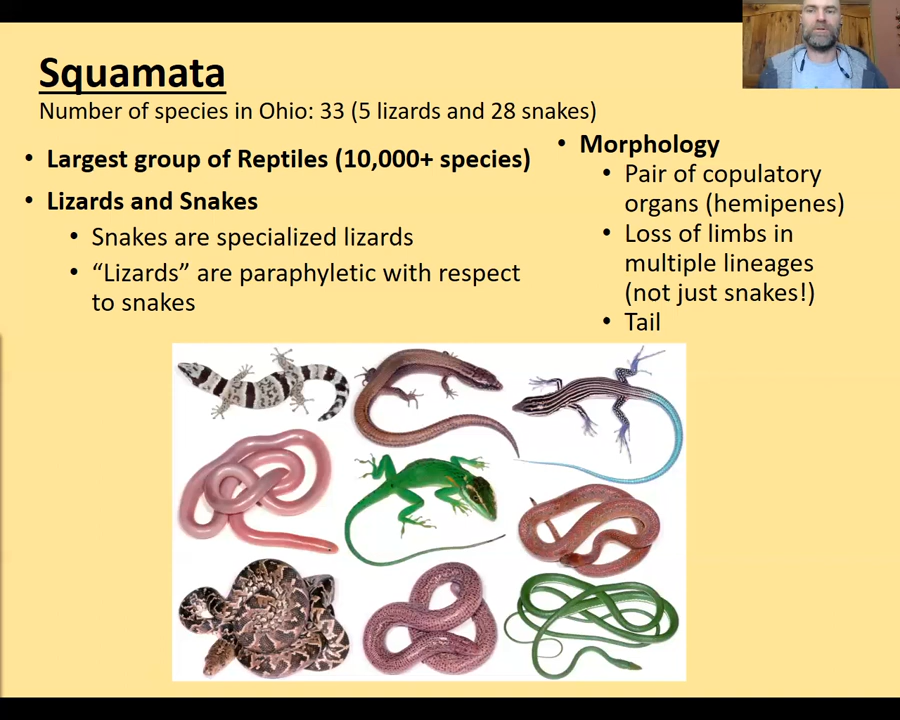 Squamata
Number of species in Ohio: 33 (5 lizards and 28 snakes)
• Largest group of Reptiles (10,000+ species)
• Lizards and Snakes
• Snakes are specialized lizards
• “Lizards” are paraphyletic with respect
to snakes
• Morphology
• Pair of copulatory
organs (hemipenes)
• Loss of limbs in
multiple lineages
(not just snakes!)
• Tail